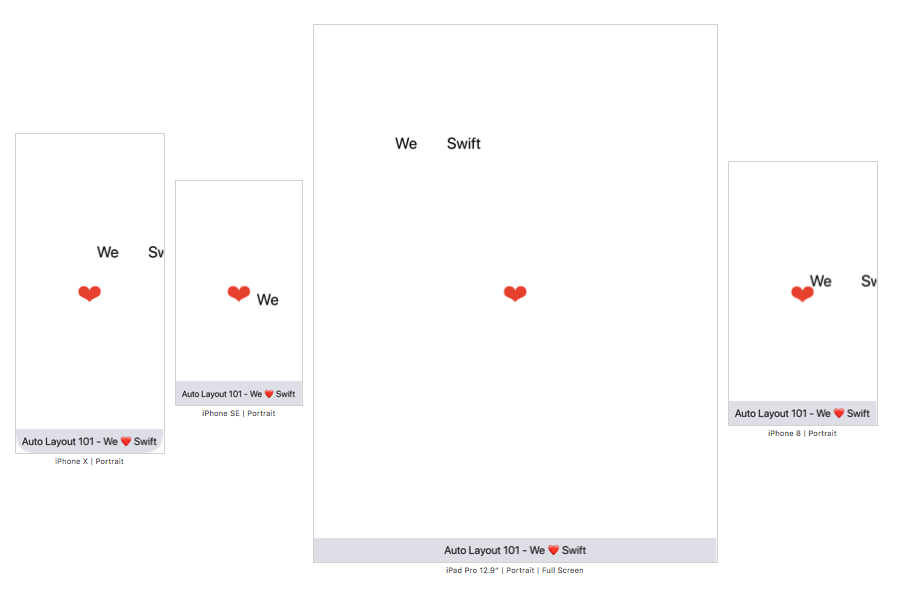 We Sw
Auto Layout 101 - We ❤️ Swift
iPhone X | Portrait
We
Auto Layout 101 - We ❤️ Swift
iPhone SE | Portrait
We Swift
Auto Layout 101 - We ❤️ Swift
iPad Pro 12.9" | Portrait | Full Screen
We Sw
Auto Layout 101 - We ❤️ Swift
iPhone 8 | Portrait